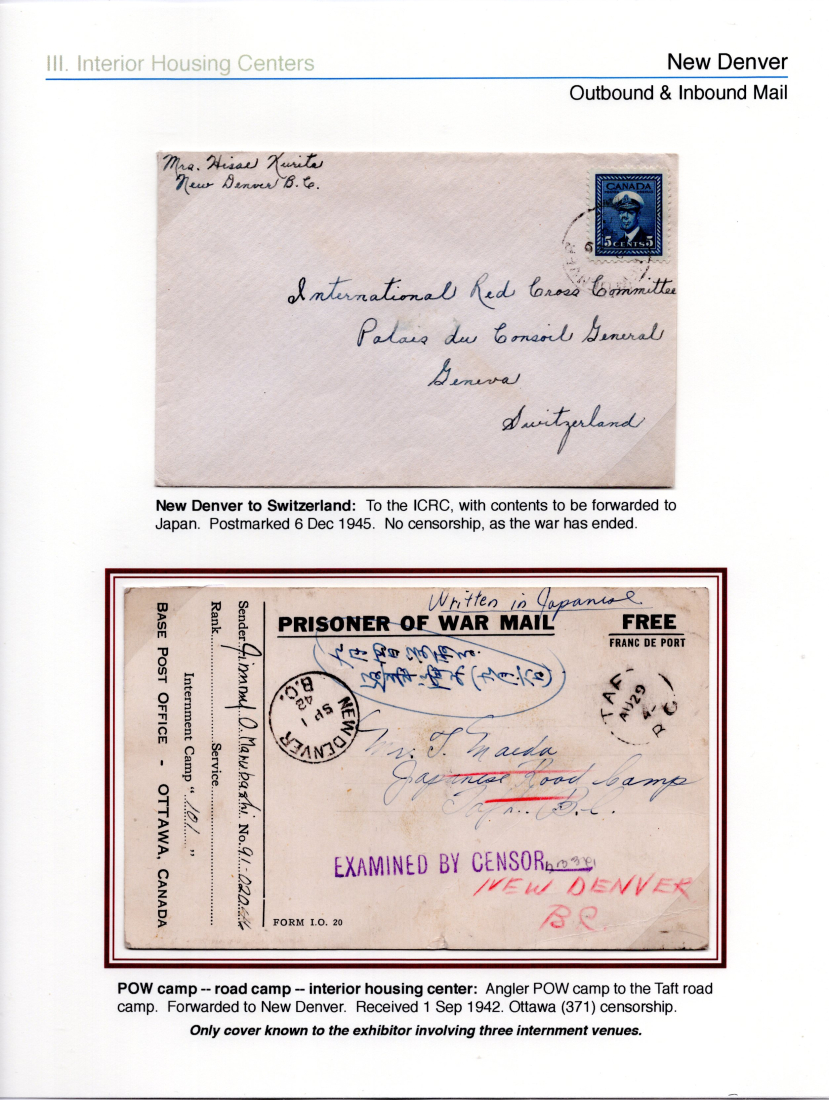 III. Interior Housing Centers
New Denver
Outbound & Inbound Mail
Mrs. Hisae Kurita
New Denver B.C.
CANADA
5 CENTS 5
6
International Red Cross Committee
Palais du Consoil General
Geneva
Switzerland
New Denver to Switzerland: To the ICRC, with contents to be forwarded to
Japan. Postmarked 6 Dec 1945. No censorship, as the war has ended.
Written in Japanese
PRISONER OF WAR MAIL
FREE
FRANC DE PORT
TAFT
AU 29
B.C.
NEW DENVER
SP 1
42
B.C.
Mr. T. Maeda
Japanese Road Camp
Taft. B.C.
EXAMINED BY CENSOR
NEW DENVER
B.C.
FORM I.O. 20
Sender Jimmy O. Marubashi No.
Rank Service
Internment Camp "101"
BASE POST OFFICE - OTTAWA, CANADA
POW camp -- road camp -- interior housing center: Angler POW camp to the Taft road
camp. Forwarded to New Denver. Received 1 Sep 1942. Ottawa (371) censorship.
Only cover known to the exhibitor involving three internment venues.